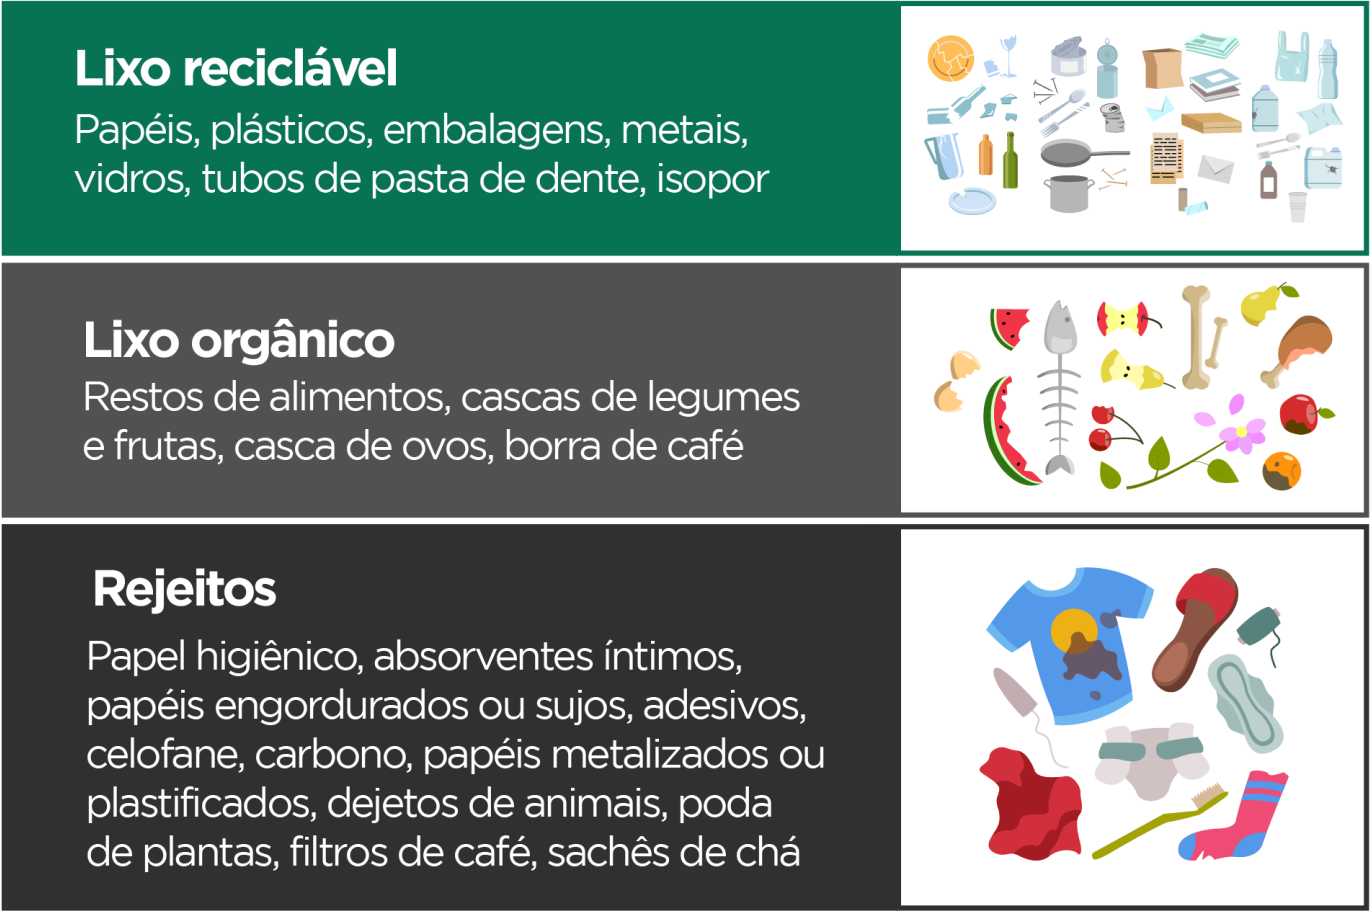 Lixo reciclável
Papéis, plásticos, embalagens, metais,
vidros, tubos de pasta de dente, isopor
Lixo orgânico
Restos de alimentos, cascas de legumes
e frutas, casca de ovos, borra de café
Rejeitos
Papel higiênico, absorventes íntimos,
papéis engordurados ou sujos, adesivos,
celofane, carbono, papéis metalizados ou
plastificados, dejetos de animais, poda
de plantas, filtros de café, sachês de chá